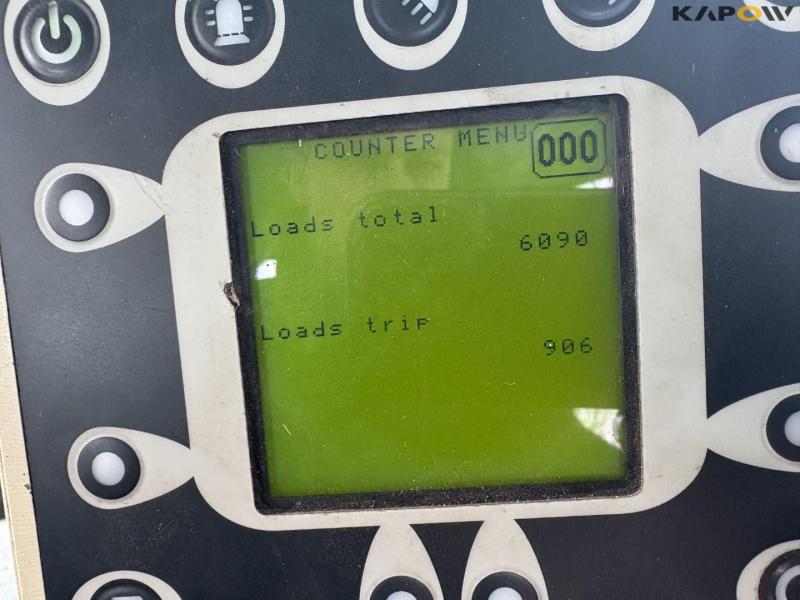 KAPOW
COUNTER MENU 000
Loads total
6090
Loads trip
906